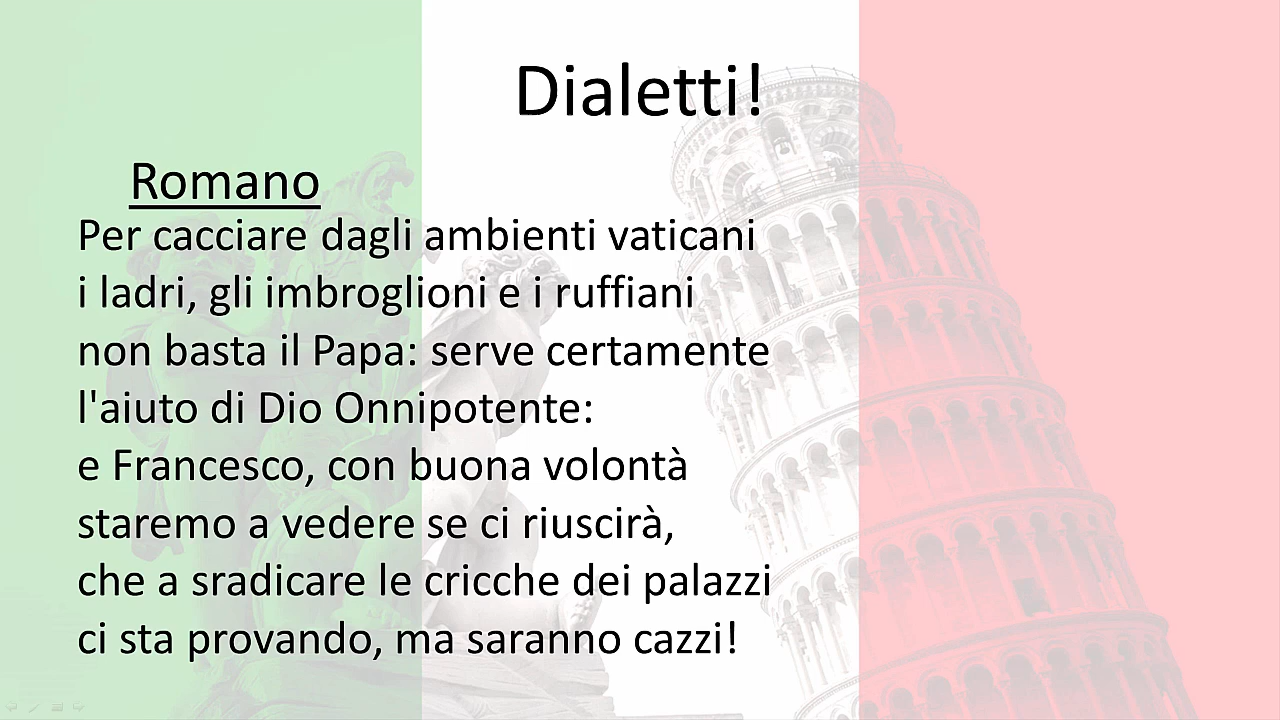 Dialetti!
Romano
Per cacciare dagli ambienti vaticani
i ladri, gli imbroglioni e i ruffiani
non basta il Papa: serve certamente
l'aiuto di Dio Onnipotente:
e Francesco, con buona volontà
staremo a vedere se ci riuscirà,
che a sradicare le cricche dei palazzi
ci sta provando, ma saranno cazzi!